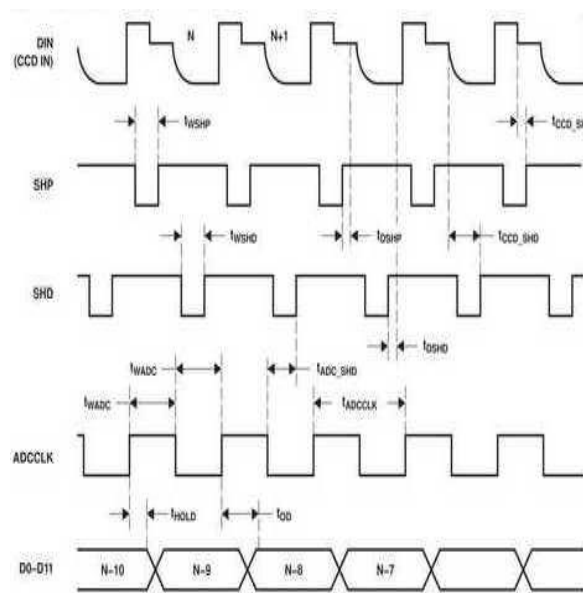 DIN
(CCD IN)
N
N+1
tWSHP
tCCD_SH
SHP
tWSHD
tDSHP
tCCD_SHD
SHD
tDSHD
tWADC
tADC_SHD
tWADC
tADCCLK
ADCCLK
tHOLD
tOD
D0–D11
N–10
N–9
N–8
N–7